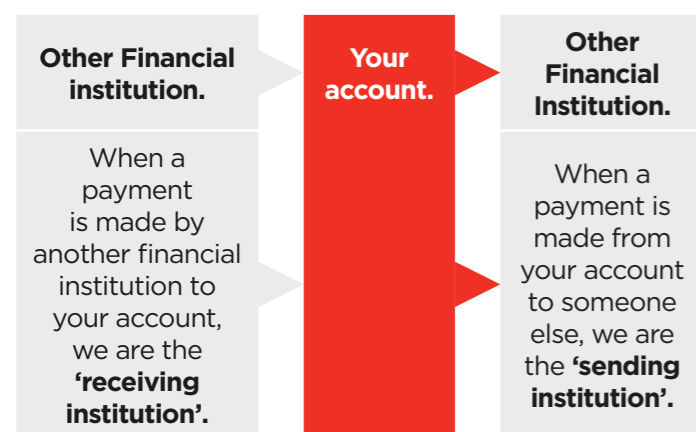 Other Financial
institution.
Your
account.
Other
Financial
Institution.
When a
payment
is made by
another financial
institution to
your account,
we are the
‘receiving
institution’.
When a
payment is
made from
your account
to someone
else, we are
the ‘sending
institution’.